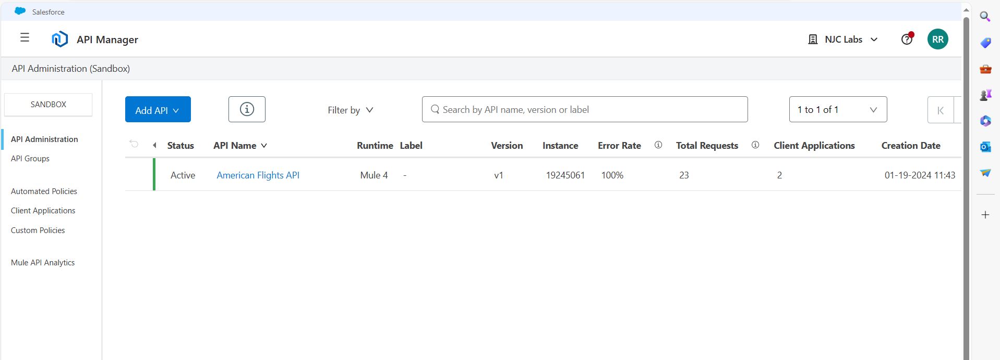 Salesforce
API Manager
NJC Labs
RR
API Administration (Sandbox)
SANDBOX
API Administration
API Groups
Automated Policies
Client Applications
Custom Policies
Mule API Analytics
Add API
Filter by
Search by API name, version or label
1 to 1 of 1
Status API Name Runtime Label Version Instance Error Rate Total Requests Client Applications Creation Date
Active American Flights API Mule 4 - v1 19245061 100% 23 2 01-19-2024 11:43